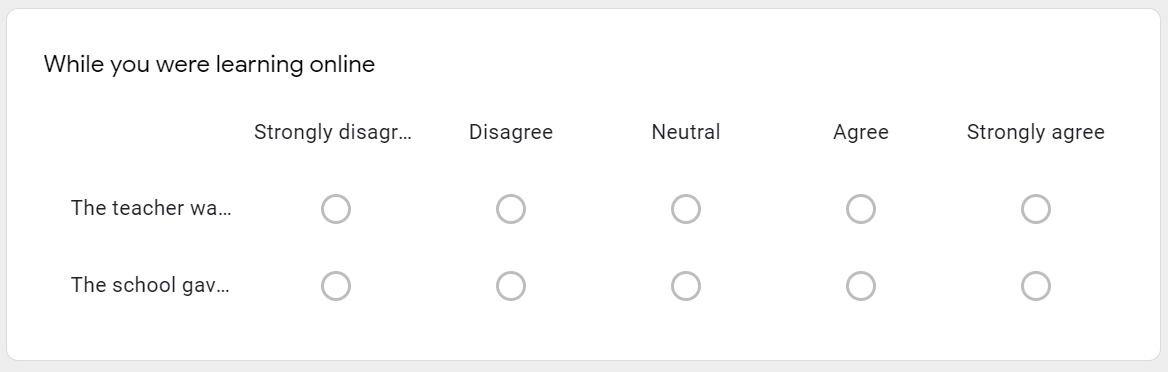 While you were learning online
Strongly disagr... Disagree Neutral Agree Strongly agree
The teacher wa...
The school gav...